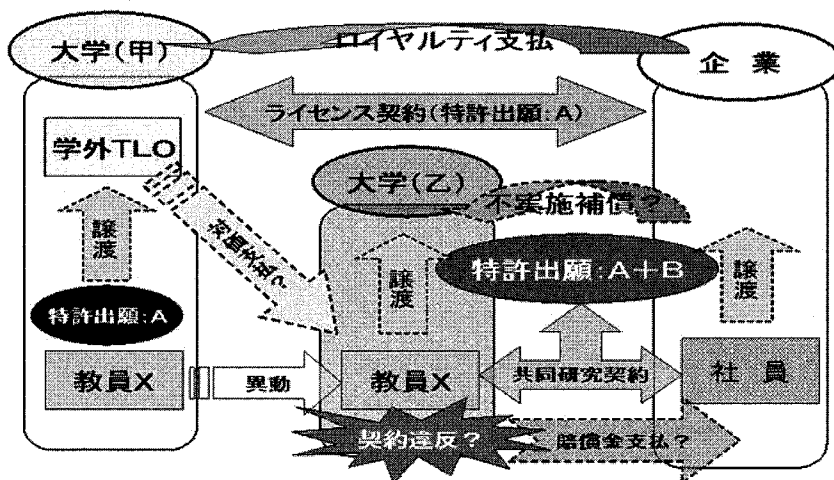 大学(甲)
ロイヤルティ支払
企 業
ライセンス契約(特許出願:A)
学外TLO
大学(乙)
不実施補償?
譲渡
対価支払?
譲渡
特許出願:A+B
譲渡
特許出願:A
教員X
異動
教員X
共同研究契約
社 員
契約違反?
賠償金支払?